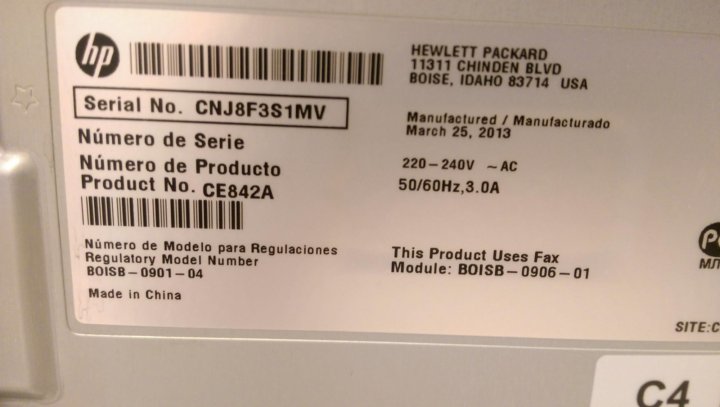 hp
HEWLETT PACKARD
11311 CHINDEN BLVD
BOISE, IDAHO 83714 USA
Serial No. CNJ8F3S1MV
Número de Serie
Manufactured / Manufacturado
March 25, 2013
Número de Producto
Product No. CE842A
220-240V ~AC
50/60Hz,3.0A
Número de Modelo para Regulaciones
Regulatory Model Number
BOISB-0901-04
This Product Uses Fax
Module: BOISB-0906-01
Made in China
SITE:C
C4